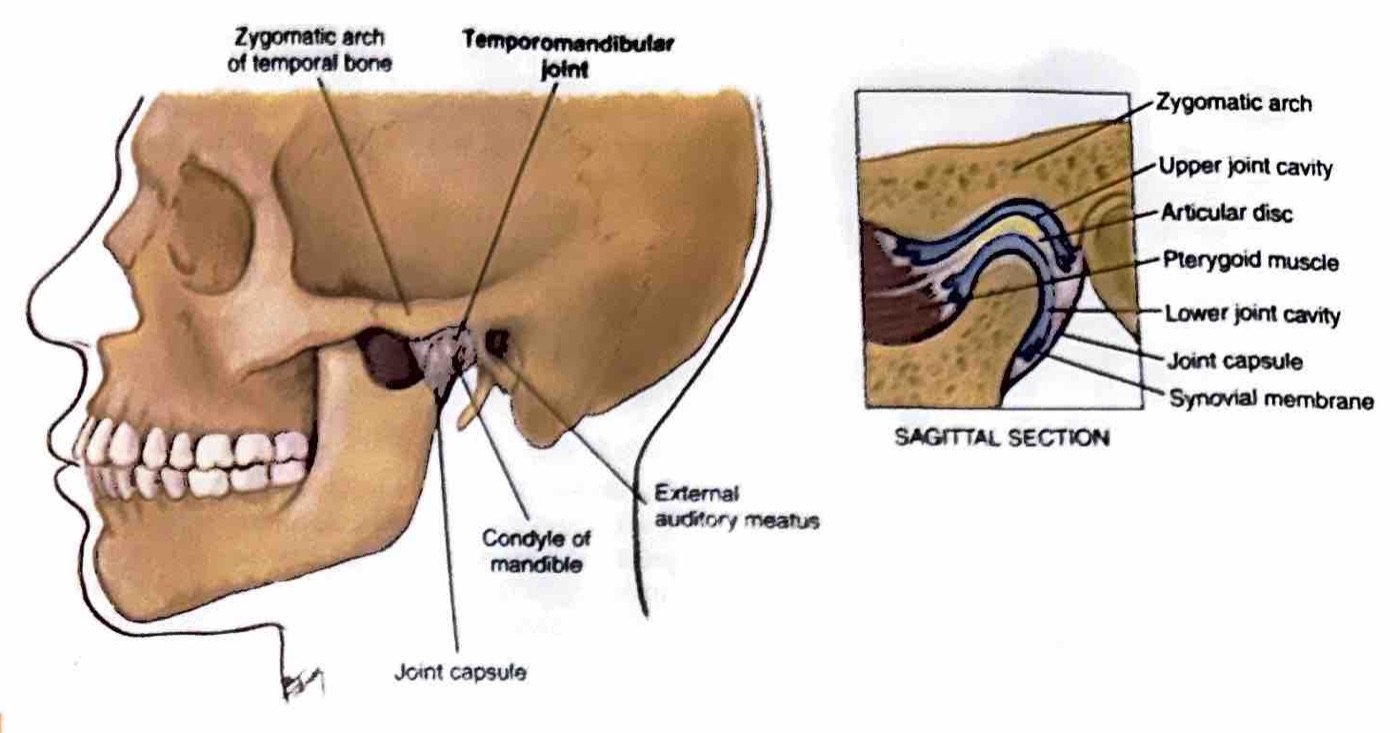 Zygomatic arch
of temporal bone
Temporomandibular
joint
External
auditory meatus
Condyle of
mandible
Joint capsule
Zygomatic arch
Upper joint cavity
Articular disc
Pterygoid muscle
Lower joint cavity
Joint capsule
Synovial membrane
SAGITTAL SECTION